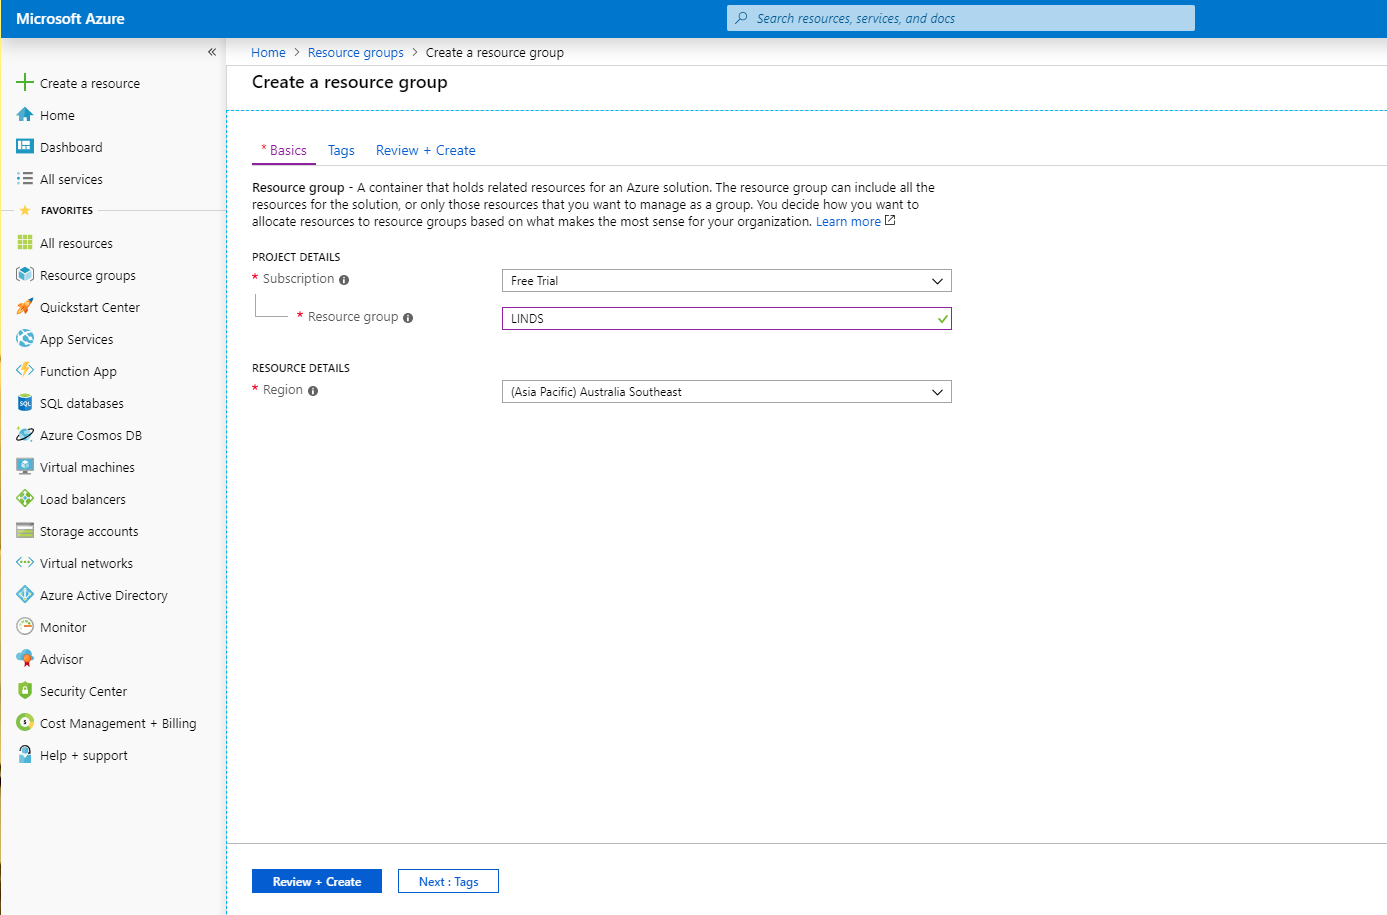 Microsoft Azure
Search resources, services, and docs
«
Create a resource
Home
Dashboard
All services
FAVORITES
All resources
Resource groups
Quickstart Center
App Services
Function App
SQL
SQL databases
Azure Cosmos DB
Virtual machines
Load balancers
Storage accounts
Virtual networks
Azure Active Directory
Monitor
Advisor
Security Center
Cost Management + Billing
Help + support
Home > Resource groups > Create a resource group
Create a resource group
* Basics Tags Review + Create
Resource group - A container that holds related resources for an Azure solution. The resource group can include all the
resources for the solution, or only those resources that you want to manage as a group. You decide how you want to
allocate resources to resource groups based on what makes the most sense for your organization. Learn more
PROJECT DETAILS
* Subscription Free Trial
* Resource group LINDS
RESOURCE DETAILS
* Region (Asia Pacific) Australia Southeast
Review + Create Next : Tags